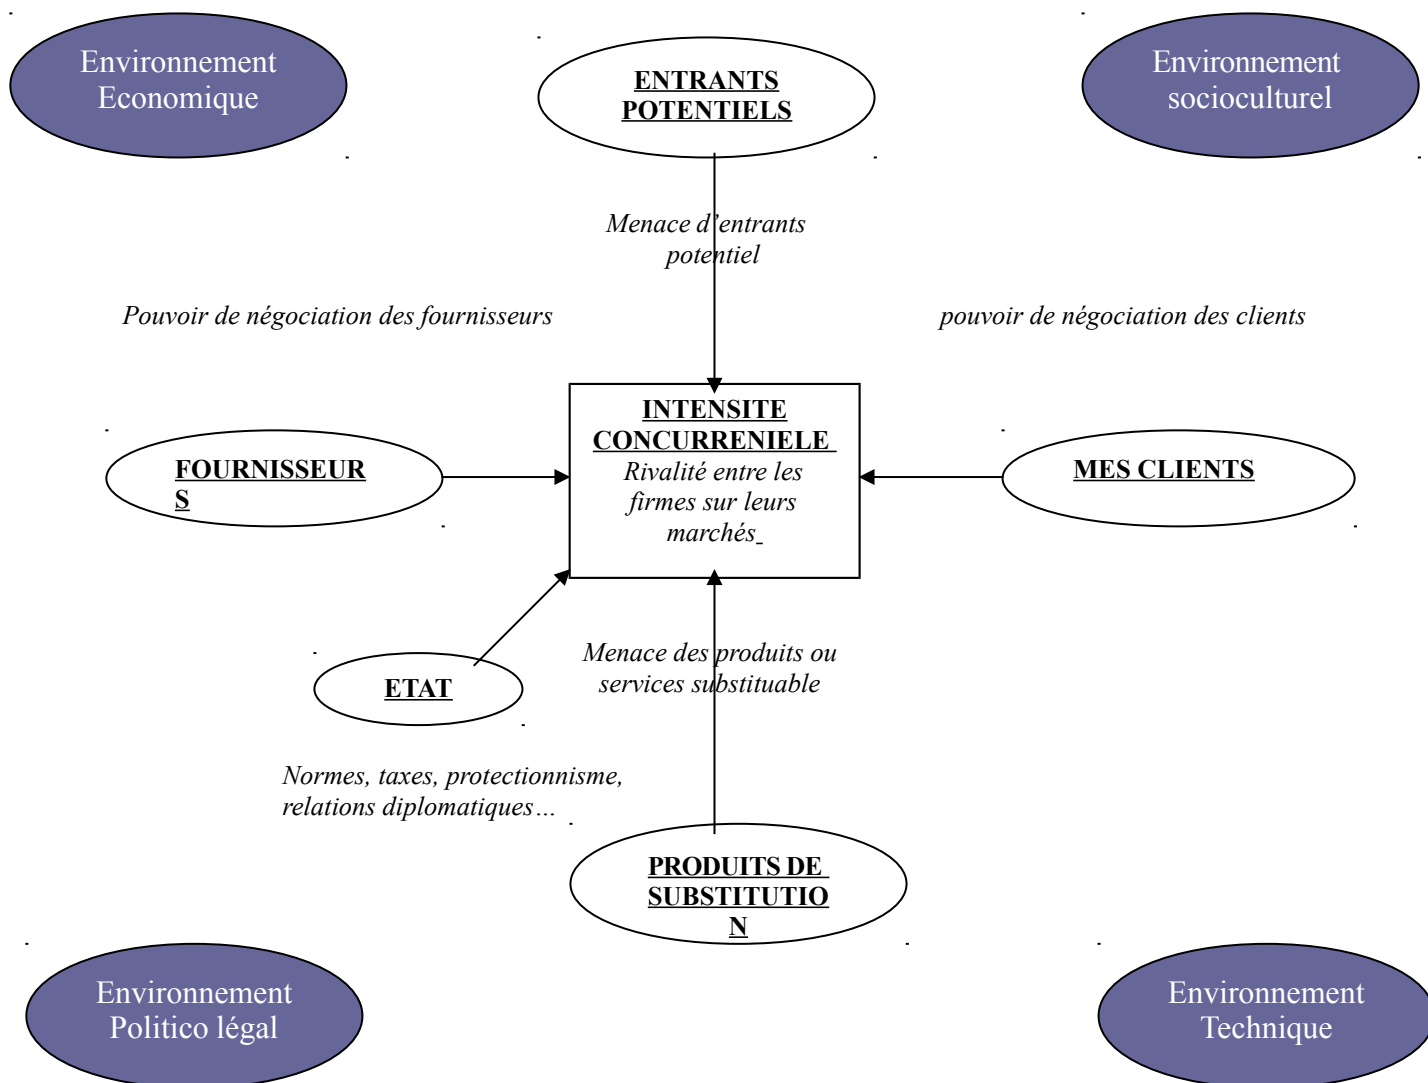 Environnement
Economique
ENTRANTS
POTENTIELS
Environnement
socioculturel
Menace d’entrants
potentiel
Pouvoir de négociation des fournisseurs
pouvoir de négociation des clients
INTENSITE
CONCURRENIELE
Rivalité entre les
firmes sur leurs
marchés
FOURNISSEUR
S
MES CLIENTS
ETAT
Menace des produits ou
services substituable
Normes, taxes, protectionnisme,
relations diplomatiques…
PRODUITS DE
SUBSTITUTIO
N
Environnement
Politico légal
Environnement
Technique